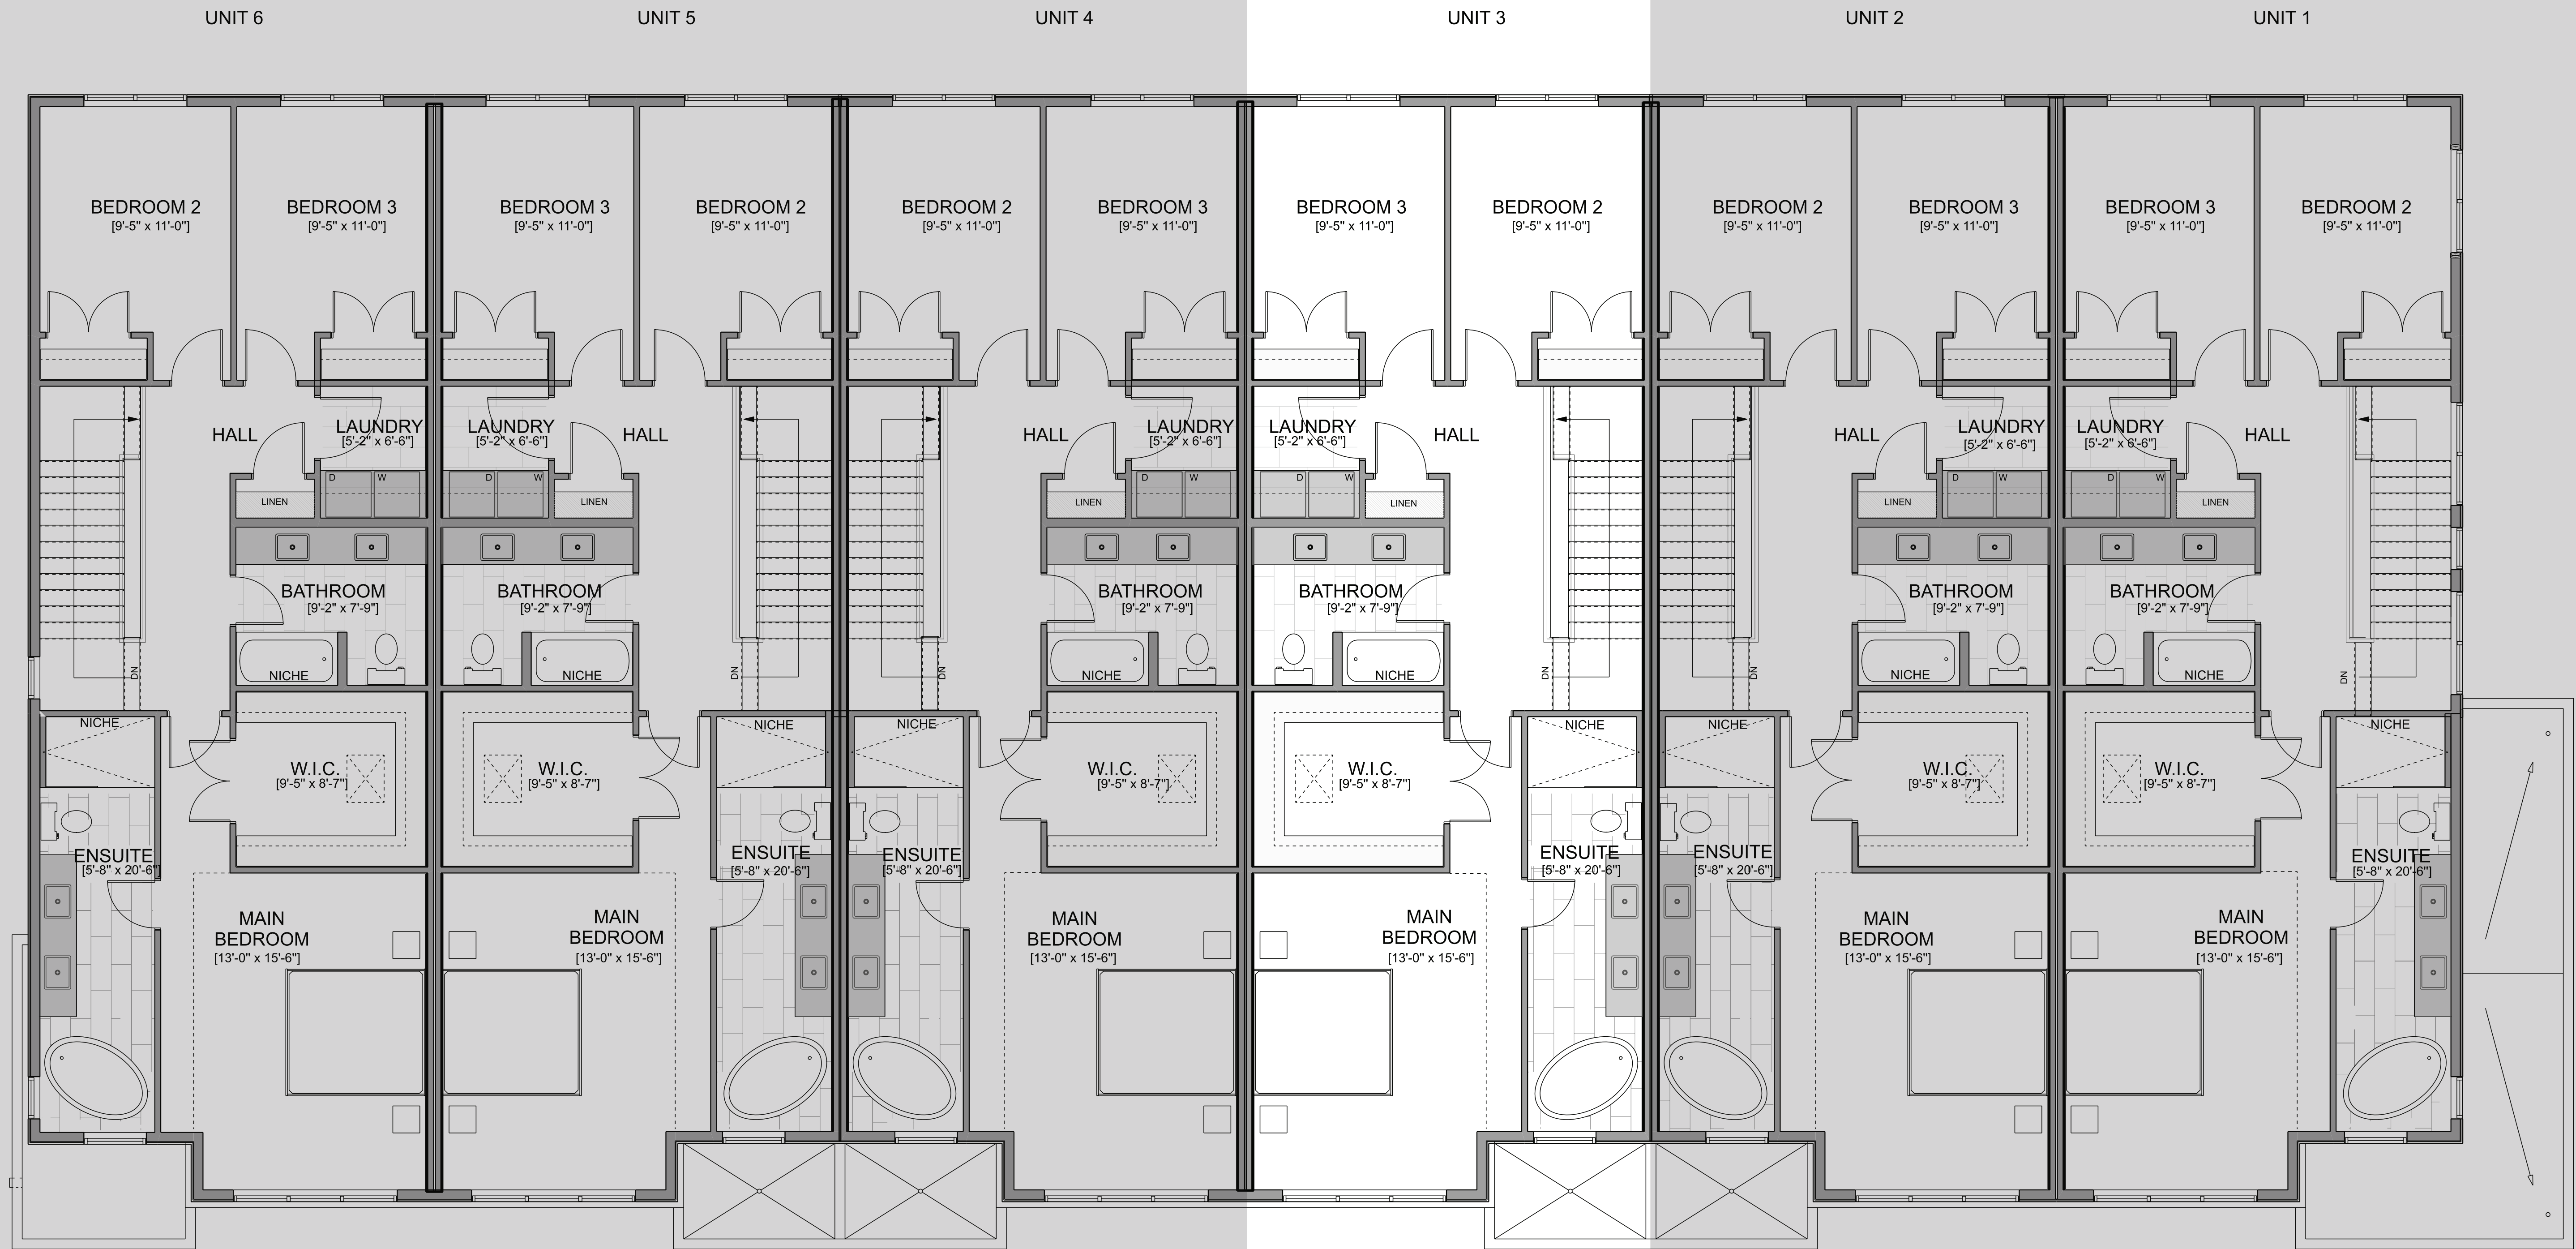 UNIT 6
UNIT 5
UNIT 4
UNIT 3
UNIT 2
UNIT 1
BEDROOM 2
[9'-5" x 11'-0"]
BEDROOM 3
[9'-5" x 11'-0"]
BEDROOM 3
[9'-5" x 11'-0"]
BEDROOM 2
[9'-5" x 11'-0"]
BEDROOM 2
[9'-5" x 11'-0"]
BEDROOM 3
[9'-5" x 11'-0"]
BEDROOM 3
[9'-5" x 11'-0"]
BEDROOM 2
[9'-5" x 11'-0"]
BEDROOM 2
[9'-5" x 11'-0"]
BEDROOM 3
[9'-5" x 11'-0"]
BEDROOM 3
[9'-5" x 11'-0"]
BEDROOM 2
[9'-5" x 11'-0"]
HALL
LAUNDRY
[5'-2" x 6'-6"]
LAUNDRY
[5'-2" x 6'-6"]
HALL
HALL
LAUNDRY
[5'-2" x 6'-6"]
LAUNDRY
[5'-2" x 6'-6"]
HALL
HALL
LAUNDRY
[5'-2" x 6'-6"]
LAUNDRY
[5'-2" x 6'-6"]
HALL
LINEN
D W
D W
LINEN
LINEN
D W
D W
LINEN
LINEN
D W
D W
LINEN
BATHROOM
[9'-2" x 7'-9"]
BATHROOM
[9'-2" x 7'-9"]
BATHROOM
[9'-2" x 7'-9"]
BATHROOM
[9'-2" x 7'-9"]
BATHROOM
[9'-2" x 7'-9"]
BATHROOM
[9'-2" x 7'-9"]
DN
NICHE
NICHE
DN
DN
NICHE
NICHE
DN
DN
NICHE
NICHE
DN
NICHE
NICHE
NICHE
NICHE
NICHE
NICHE
W.I.C.
[9'-5" x 8'-7"]
W.I.C.
[9'-5" x 8'-7"]
W.I.C.
[9'-5" x 8'-7"]
W.I.C.
[9'-5" x 8'-7"]
W.I.C.
[9'-5" x 8'-7"]
W.I.C.
[9'-5" x 8'-7"]
ENSUITE
[5'-8" x 20'-6"]
ENSUITE
[5'-8" x 20'-6"]
ENSUITE
[5'-8" x 20'-6"]
ENSUITE
[5'-8" x 20'-6"]
ENSUITE
[5'-8" x 20'-6"]
ENSUITE
[5'-8" x 20'-6"]
MAIN
BEDROOM
[13'-0" x 15'-6"]
MAIN
BEDROOM
[13'-0" x 15'-6"]
MAIN
BEDROOM
[13'-0" x 15'-6"]
MAIN
BEDROOM
[13'-0" x 15'-6"]
MAIN
BEDROOM
[13'-0" x 15'-6"]
MAIN
BEDROOM
[13'-0" x 15'-6"]